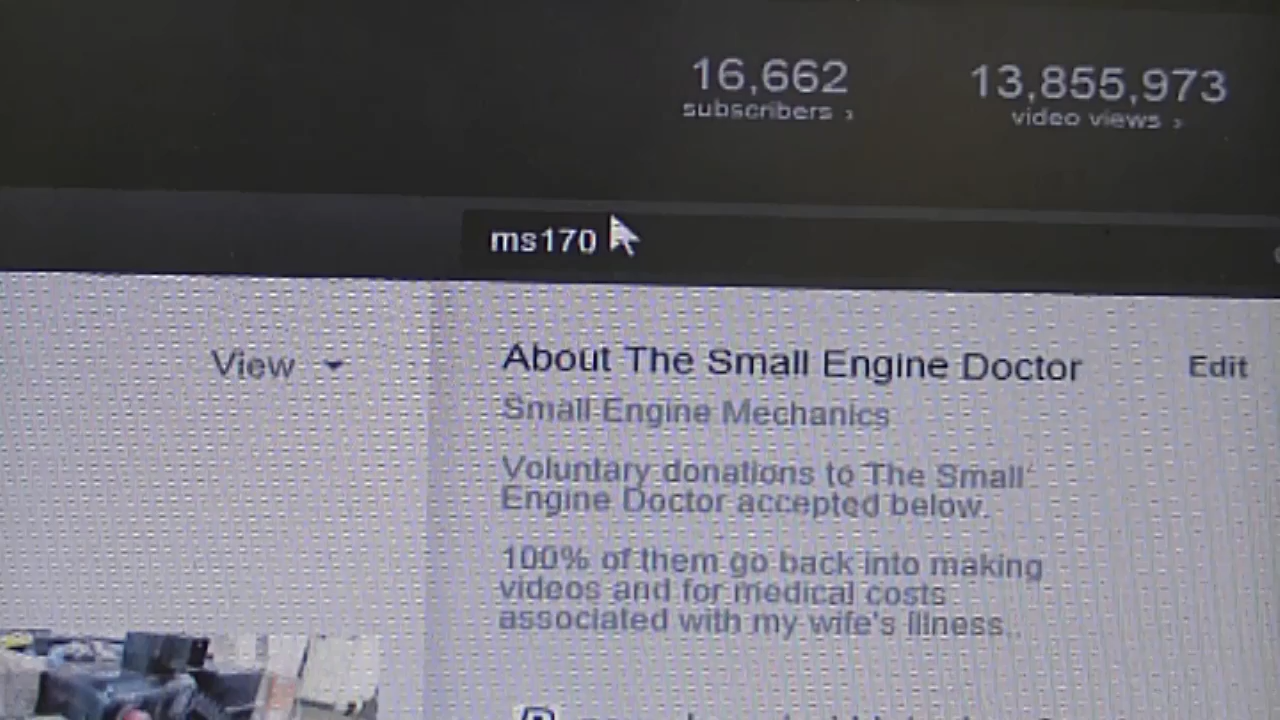 16,662
subscribers ›
13,855,973
video views ›
ms170
View
About The Small Engine Doctor
Edit
Small Engine Mechanics
Voluntary donations to The Small
Engine Doctor accepted below.
100% of them go back into making
videos and for medical costs
associated with my wife's illness.